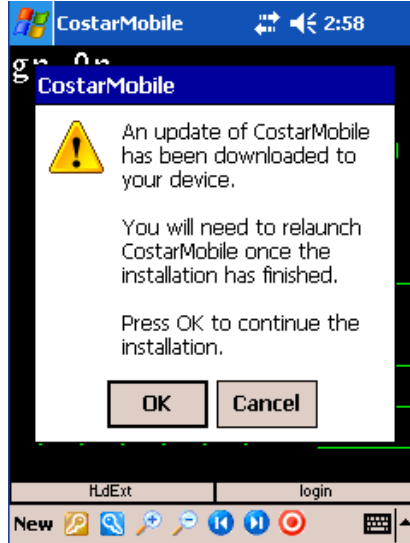 CostarMobile 2:58
CostarMobile
An update of CostarMobile
has been downloaded to
your device.
You will need to relaunch
CostarMobile once the
installation has finished.
Press OK to continue the
installation.
OK Cancel
HdExt login
New